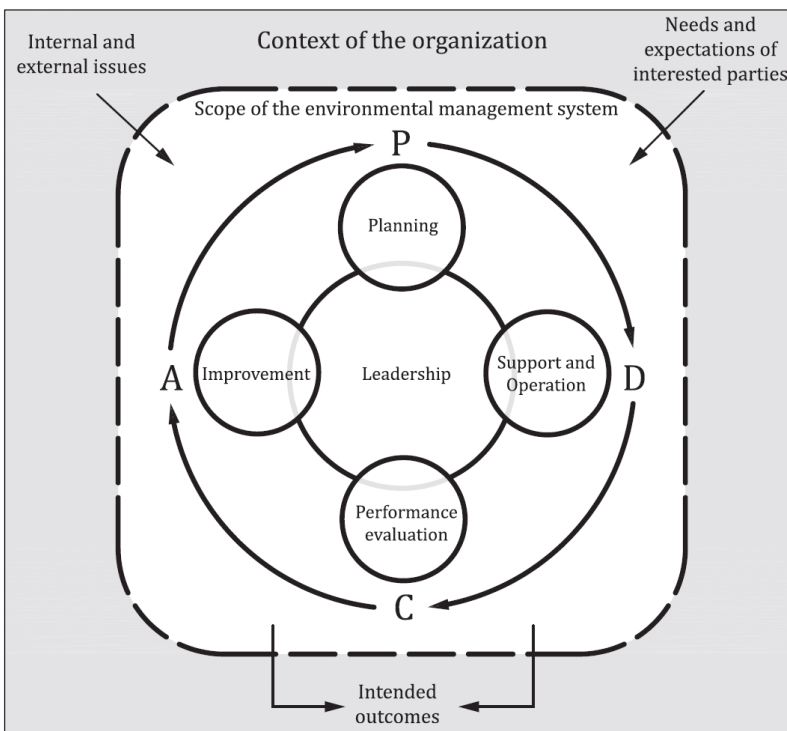 Internal and
external issues
Context of the organization
Needs and
expectations of
interested parties
Scope of the environmental management system
P
Planning
A
Improvement
Leadership
Support and
Operation
D
Performance
evaluation
C
Intended
outcomes